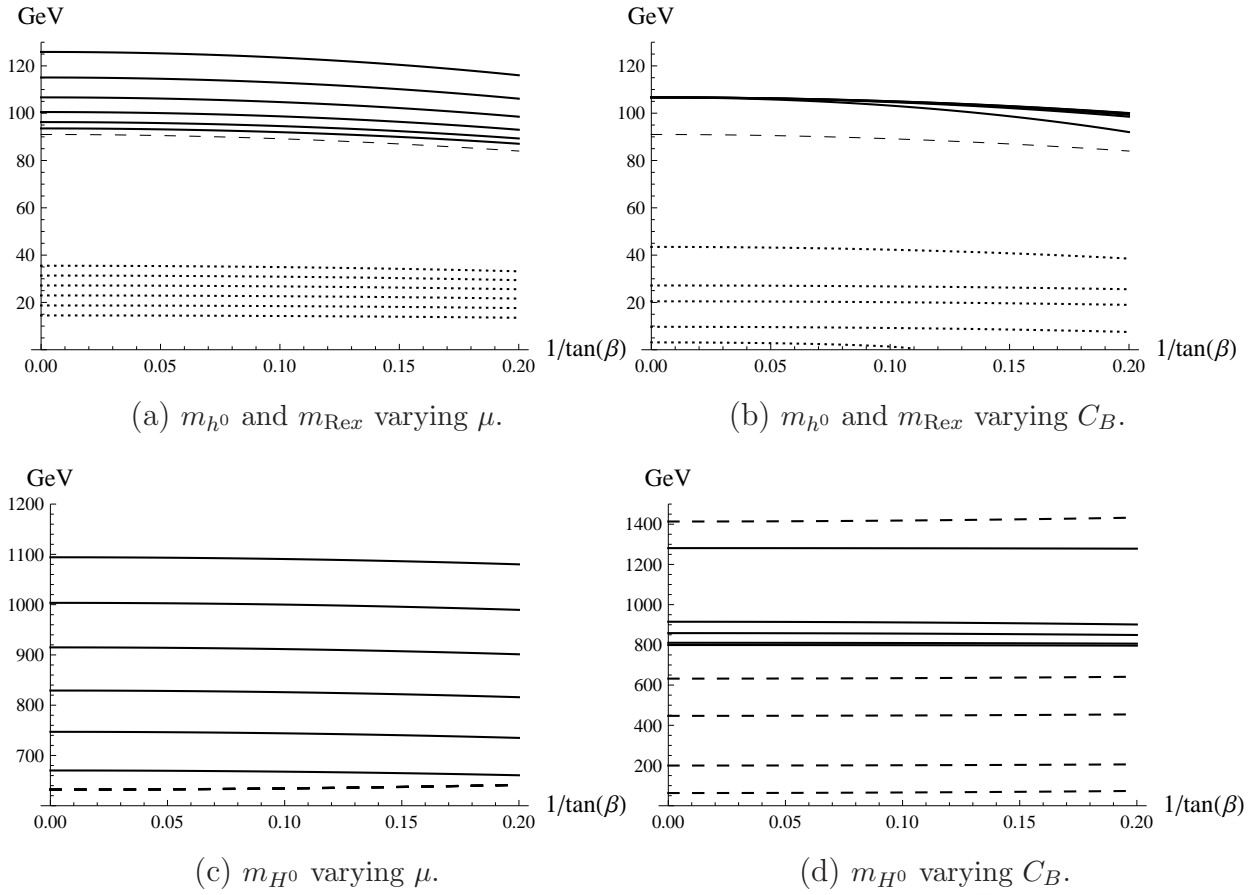 GeV
120
100
80
60
40
20
0.00 0.05 0.10 0.15 0.20
1/tan(β)
(a) m_{h^0} and m_{Rex} varying μ.
GeV
120
100
80
60
40
20
0.00 0.05 0.10 0.15 0.20
1/tan(β)
(b) m_{h^0} and m_{Rex} varying C_B.
GeV
1200
1100
1000
900
800
700
0.00 0.05 0.10 0.15 0.20
1/tan(β)
(c) m_{H^0} varying μ.
GeV
1400
1200
1000
800
600
400
200
0.00 0.05 0.10 0.15 0.20
1/tan(β)
(d) m_{H^0} varying C_B.